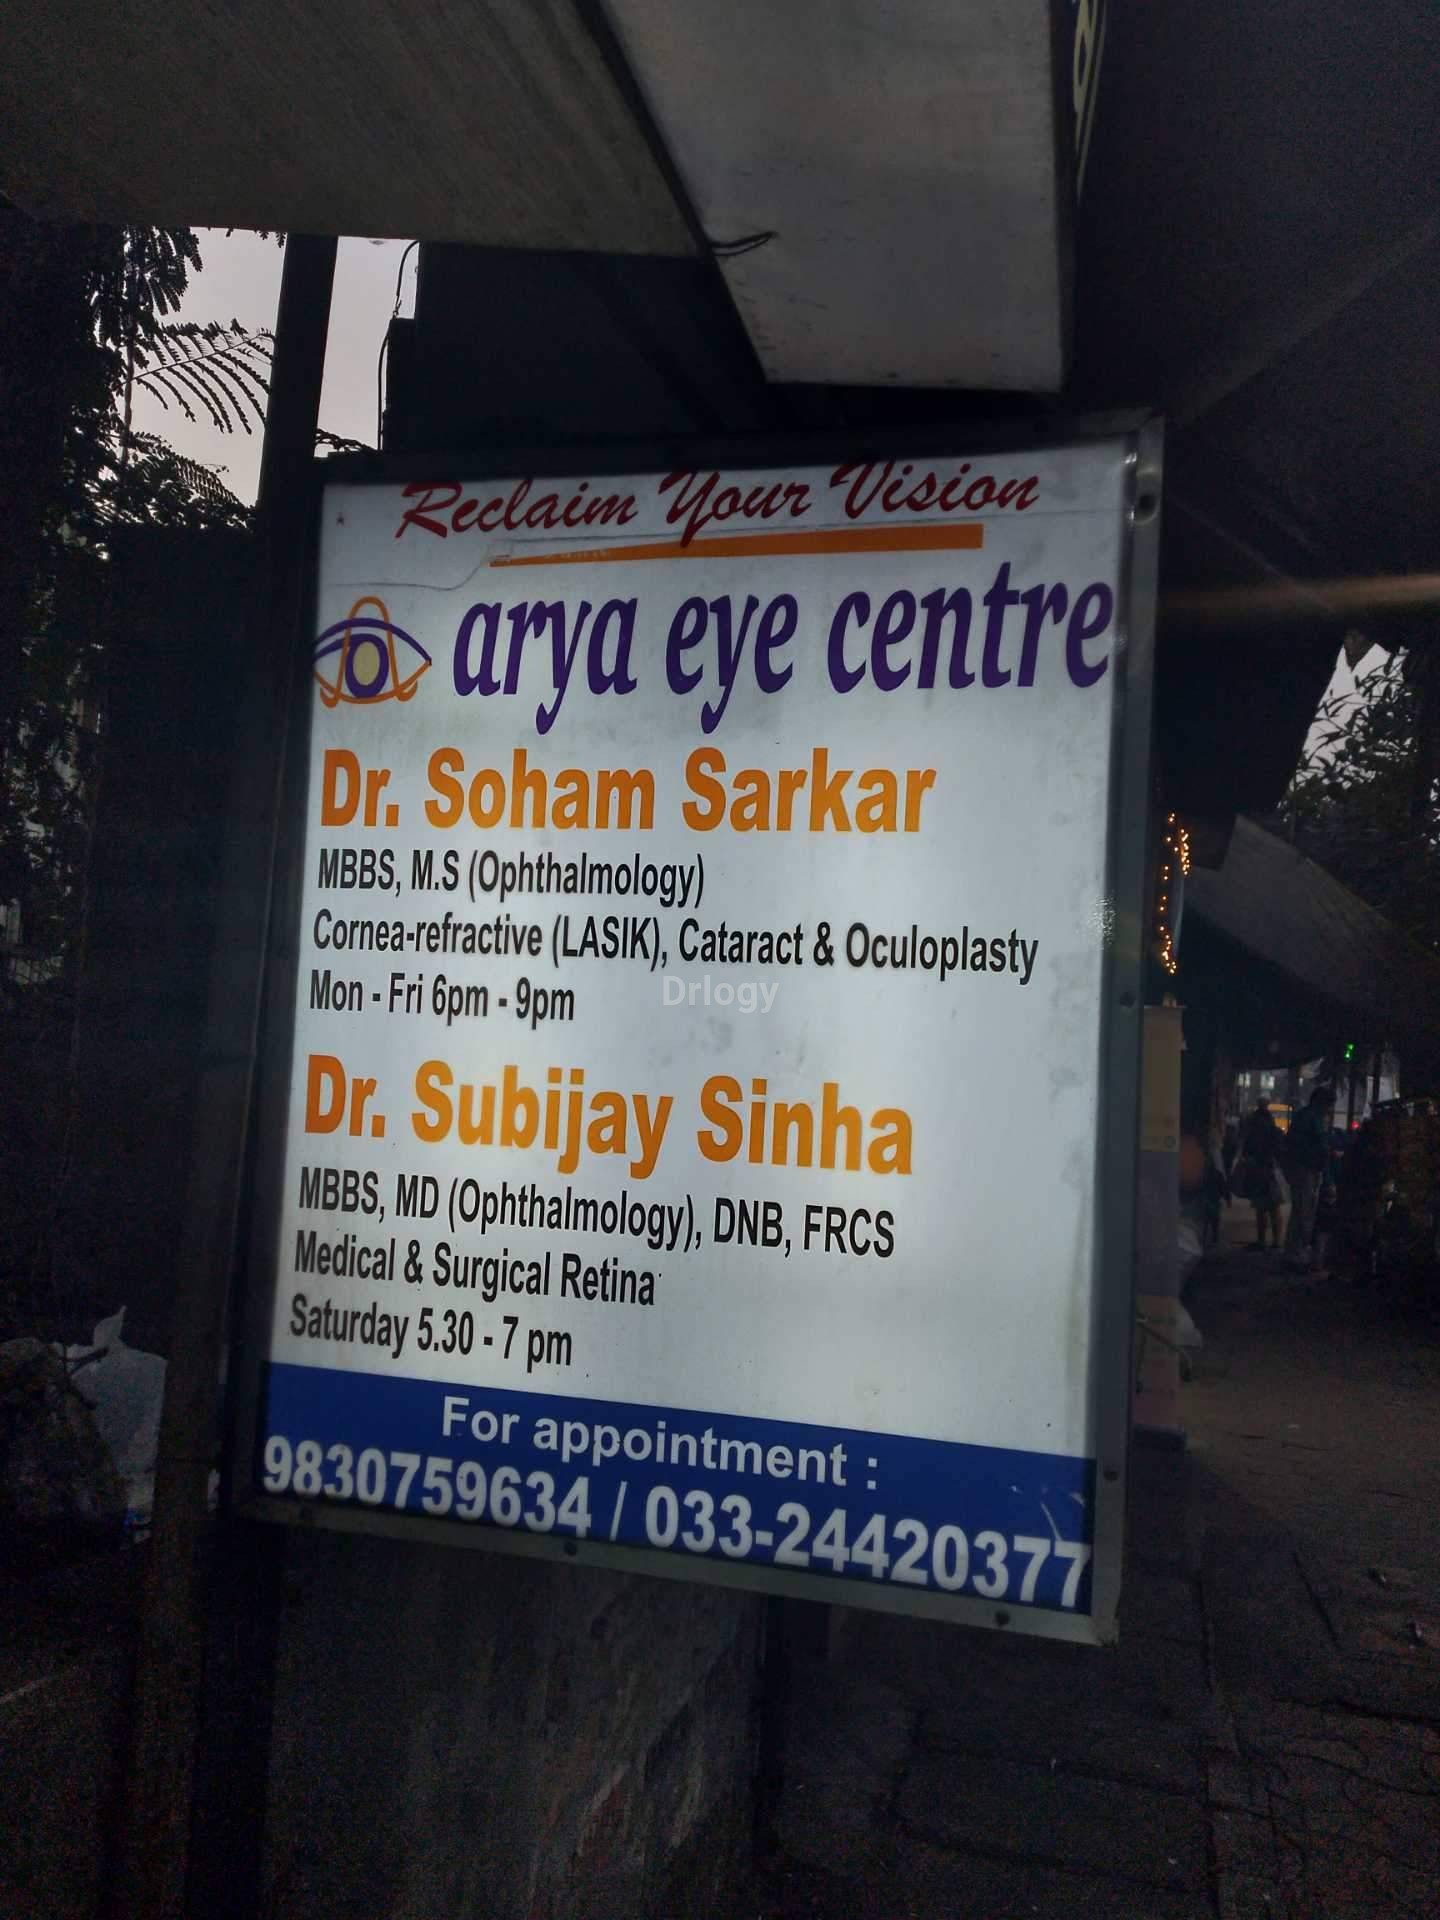 Reclaim Your Vision
arya eye centre
Dr. Soham Sarkar
MBBS, M.S (Ophthalmology)
Cornea-refractive (LASIK), Cataract & Oculoplasty
Mon - Fri 6pm - 9pm
Drlogy
Dr. Subijay Sinha
MBBS, MD (Ophthalmology), DNB, FRCS
Medical & Surgical Retina
Saturday 5.30 - 7 pm
For appointment :
9830759634 / 033-24420377